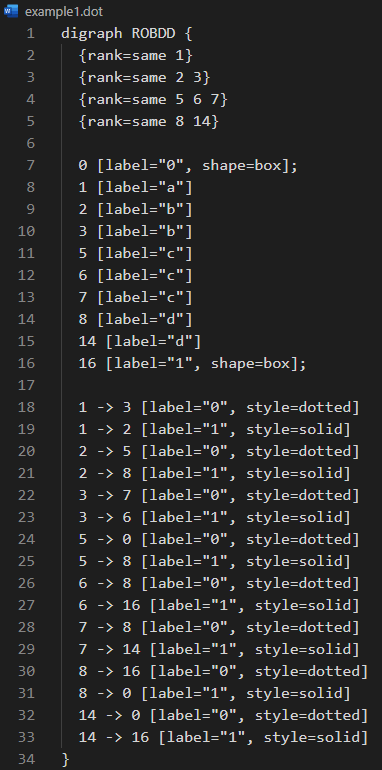 example1.dot
1 digraph ROBDD {
2 {rank=same 1}
3 {rank=same 2 3}
4 {rank=same 5 6 7}
5 {rank=same 8 14}
6
7 0 [label="0", shape=box];
8 1 [label="a"]
9 2 [label="b"]
10 3 [label="b"]
11 5 [label="c"]
12 6 [label="c"]
13 7 [label="c"]
14 8 [label="d"]
15 14 [label="d"]
16 16 [label="1", shape=box];
17
18 1 -> 3 [label="0", style=dotted]
19 1 -> 2 [label="1", style=solid]
20 2 -> 5 [label="0", style=dotted]
21 2 -> 8 [label="1", style=solid]
22 3 -> 7 [label="0", style=dotted]
23 3 -> 6 [label="1", style=solid]
24 5 -> 0 [label="0", style=dotted]
25 5 -> 8 [label="1", style=solid]
26 6 -> 8 [label="0", style=dotted]
27 6 -> 16 [label="1", style=solid]
28 7 -> 8 [label="0", style=dotted]
29 7 -> 14 [label="1", style=solid]
30 8 -> 16 [label="0", style=dotted]
31 8 -> 0 [label="1", style=solid]
32 14 -> 0 [label="0", style=dotted]
33 14 -> 16 [label="1", style=solid]
34 }